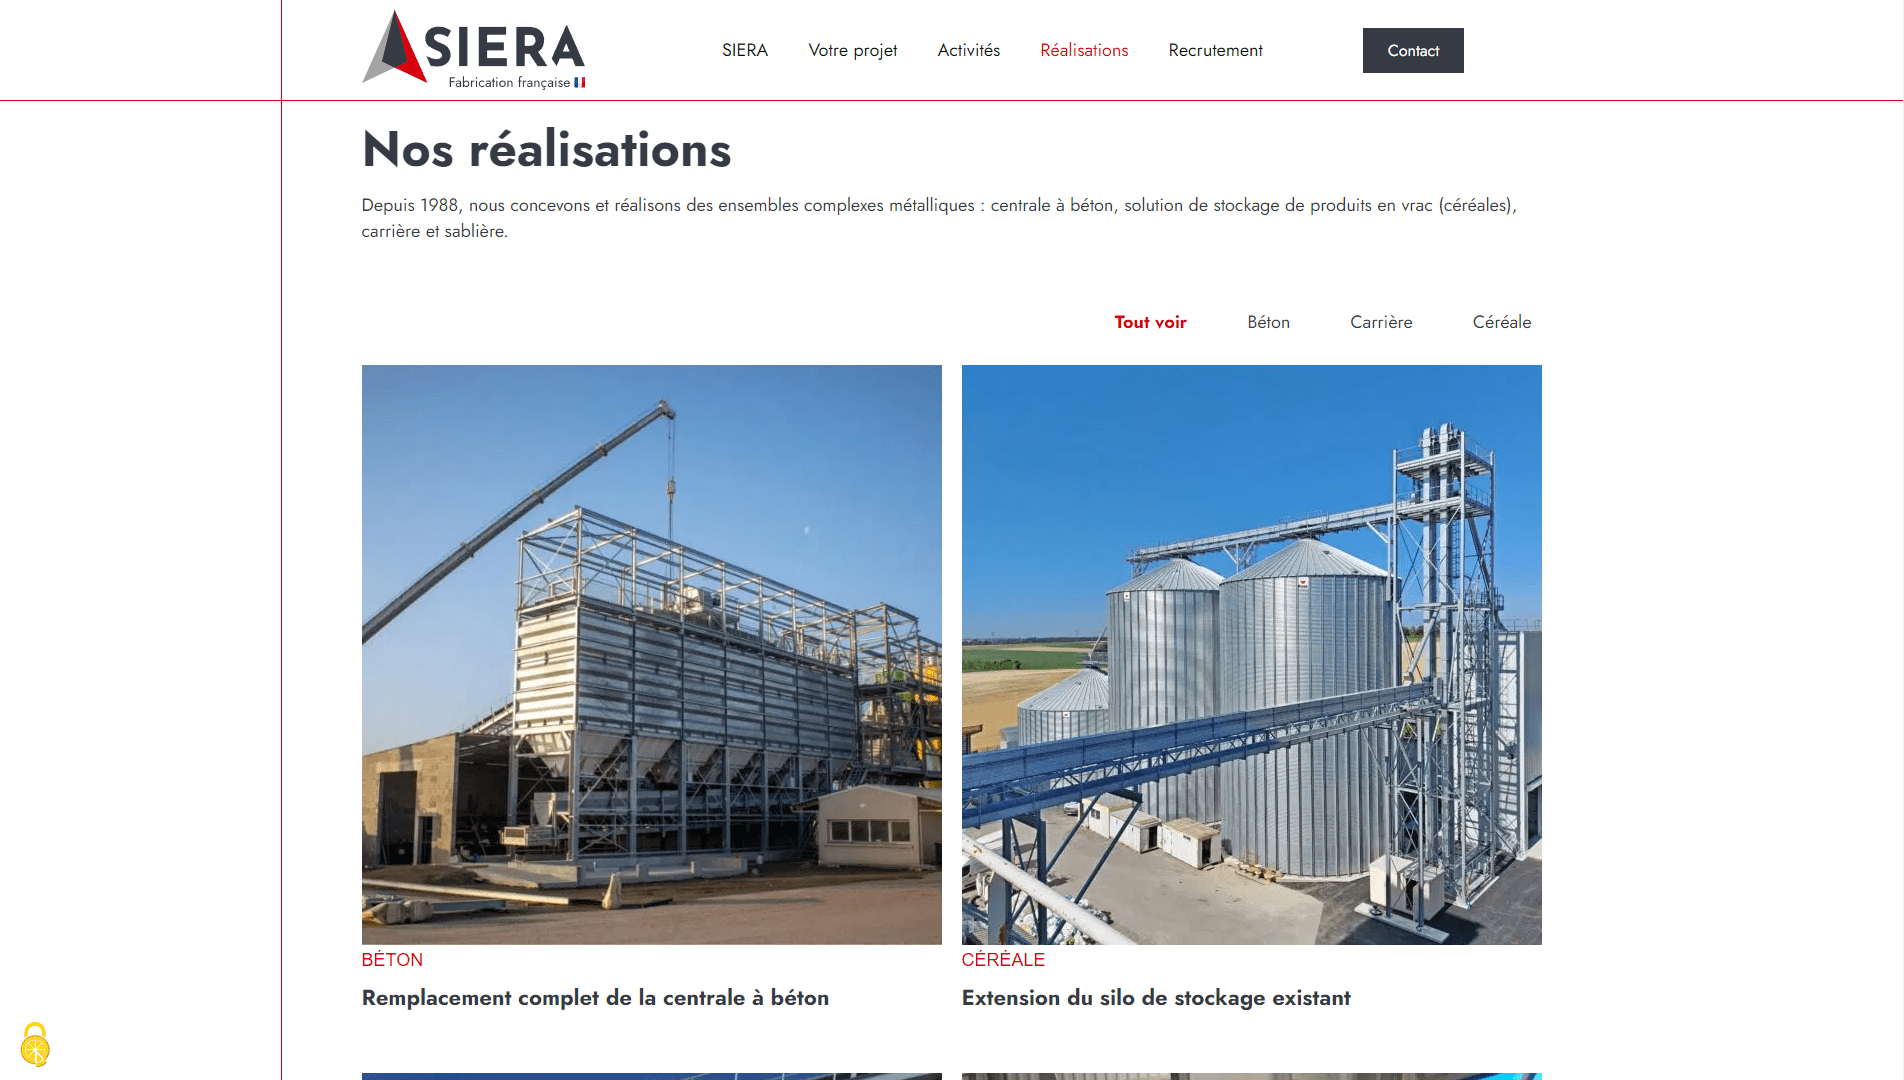 SIERA
Fabrication française
SIERA
Votre projet
Activités
Réalisations
Recrutement
Contact
Nos réalisations
Depuis 1988, nous concevons et réalisons des ensembles complexes métalliques : centrale à béton, solution de stockage de produits en vrac (céréales),
carrière et sablière.
Tout voir
Béton
Carrière
Céréale
BÉTON
Remplacement complet de la centrale à béton
CÉRÉALE
Extension du silo de stockage existant